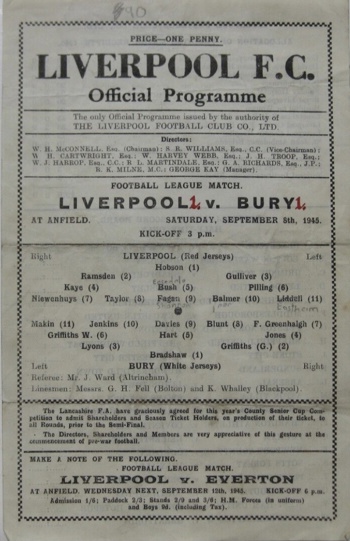 PRICE—ONE PENNY.
LIVERPOOL F.C.
Official Programme
The only Official Programme issued by the authority of
THE LIVERPOOL FOOTBALL CLUB CO., LTD.
Directors:
W. H. McCONNELL, Esq. (Chairman); S. R. WILLIAMS, Esq., C.C. (Vice-Chairman);
W. H. CARTWRIGHT, Esq.; W. HARVEY WEBB, Esq.; J. H. TROOP, Esq.;
W. J. HARROP, Esq., C.C.; R. L. MARTINDALE, Esq.; G. A. RICHARDS, Esq., J.P.;
R. K. MILNE, M.C.; GEORGE KAY (Manager).
FOOTBALL LEAGUE MATCH.
LIVERPOOL 1 v. BURY 1
AT ANFIELD. SATURDAY, SEPTEMBER 8th, 1945.
KICK-OFF 3 p.m.
Right LIVERPOOL (Red Jerseys) Left
Hobson (1)
Ramsden (2) Gulliver (3)
Kaye (4) Bush (5) Pilling (6)
Nieuwenhuys (7) Taylor (8) Fagan (9) Balmer (10) Liddell (11)
Makin (11) Jenkins (10) Davies (9) Blunt (8) F. Greenhalgh (7)
Griffiths W. (6) Hart (5) Jones (4)
Lyons (3) Griffiths (G.) (2)
Bradshaw (1)
Left BURY (White Jerseys) Right
Referee: Mr. J. Ward (Altrincham).
Linesmen: Messrs. G. H. Fell (Bolton) and K. Whalley (Blackpool).
The Lancashire F.A. have graciously agreed for this year's County Senior Cup Competition
to admit Shareholders and Season Ticket Holders, on production of their ticket, to
all Rounds, prior to the Semi-Final.
The Directors, Shareholders and Members are very appreciative of this gesture at the
commencement of pre-war football.
MAKE A NOTE OF THE FOLLOWING.
FOOTBALL LEAGUE MATCH.
LIVERPOOL v. EVERTON
AT ANFIELD, WEDNESDAY NEXT, SEPTEMBER 12th, 1945. KICK-OFF 6 p.m.
Admission 1/6; Paddock 2/3; Stands 2/9 and 3/6; H.M. Forces (in uniform)
and Boys 9d. (including Tax).